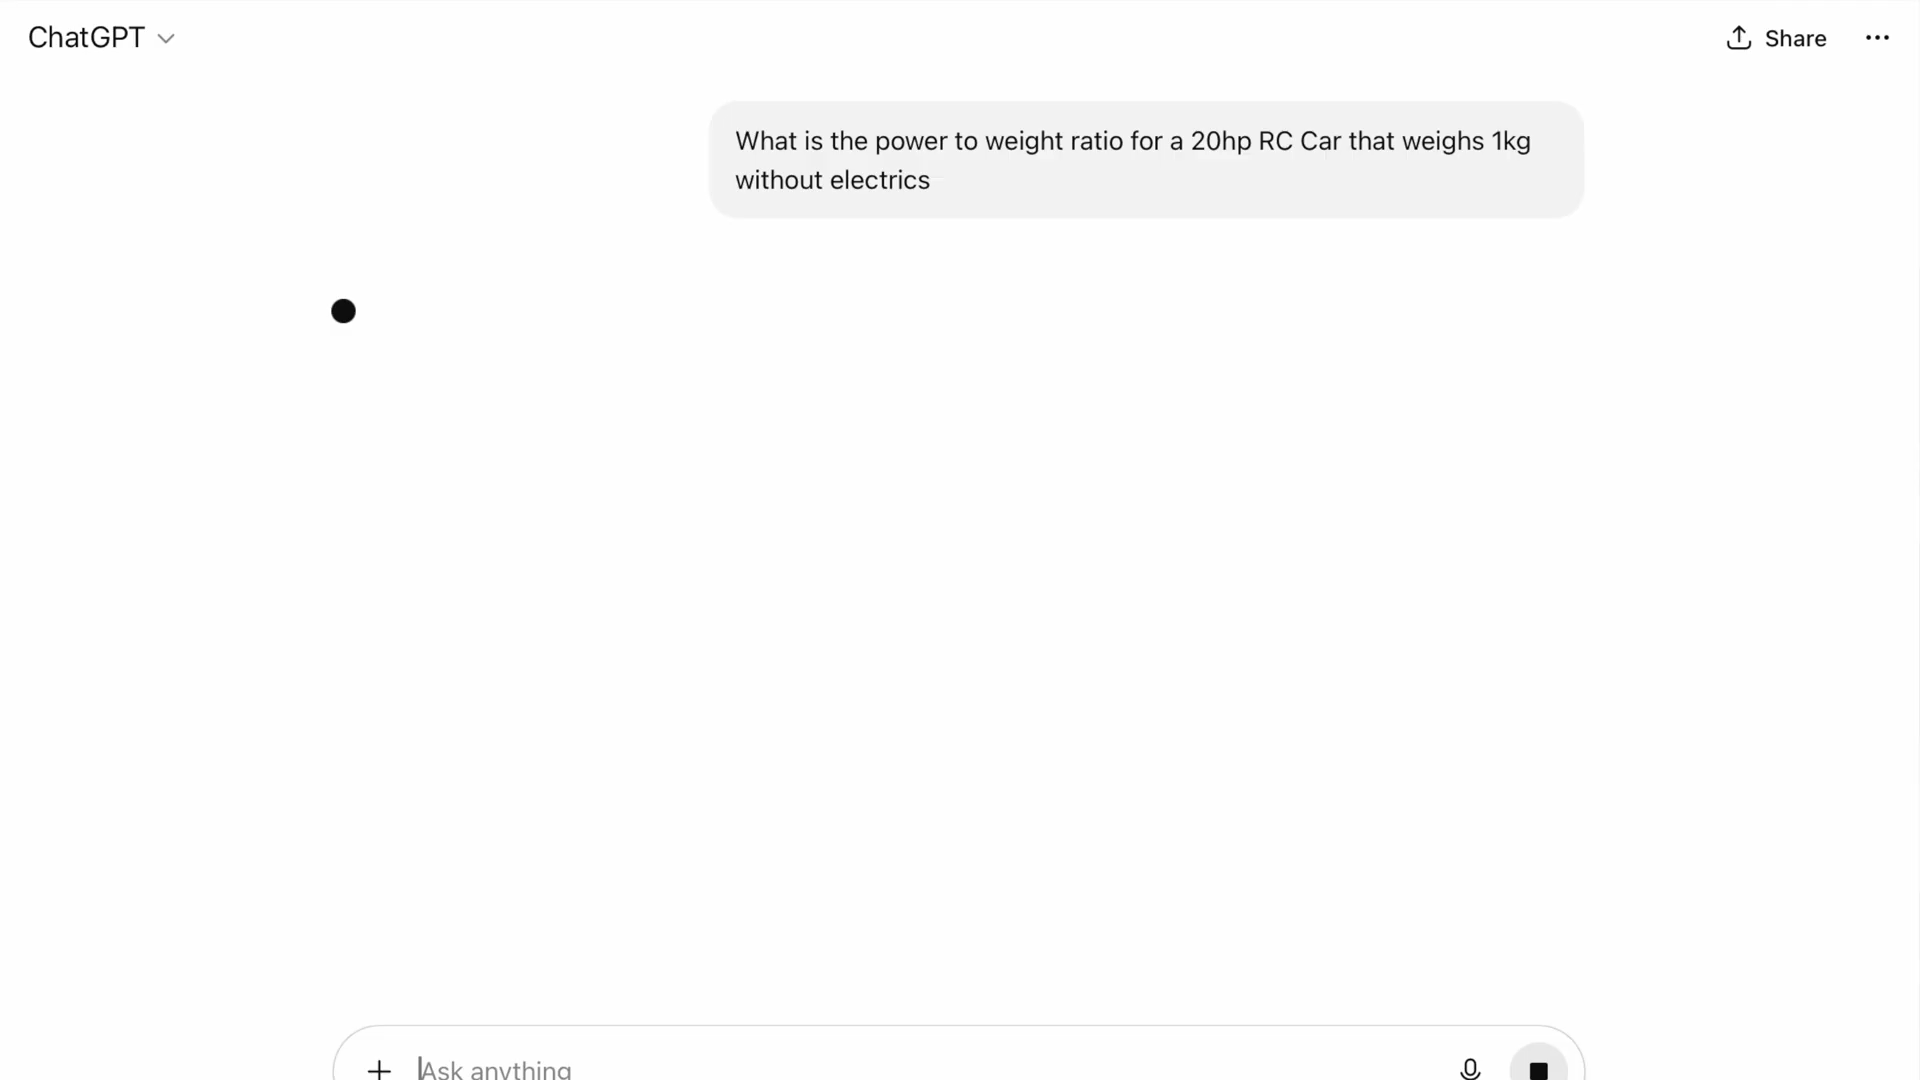 ChatGPT
Share
What is the power to weight ratio for a 20hp RC Car that weighs 1kg
without electrics
Ask anything